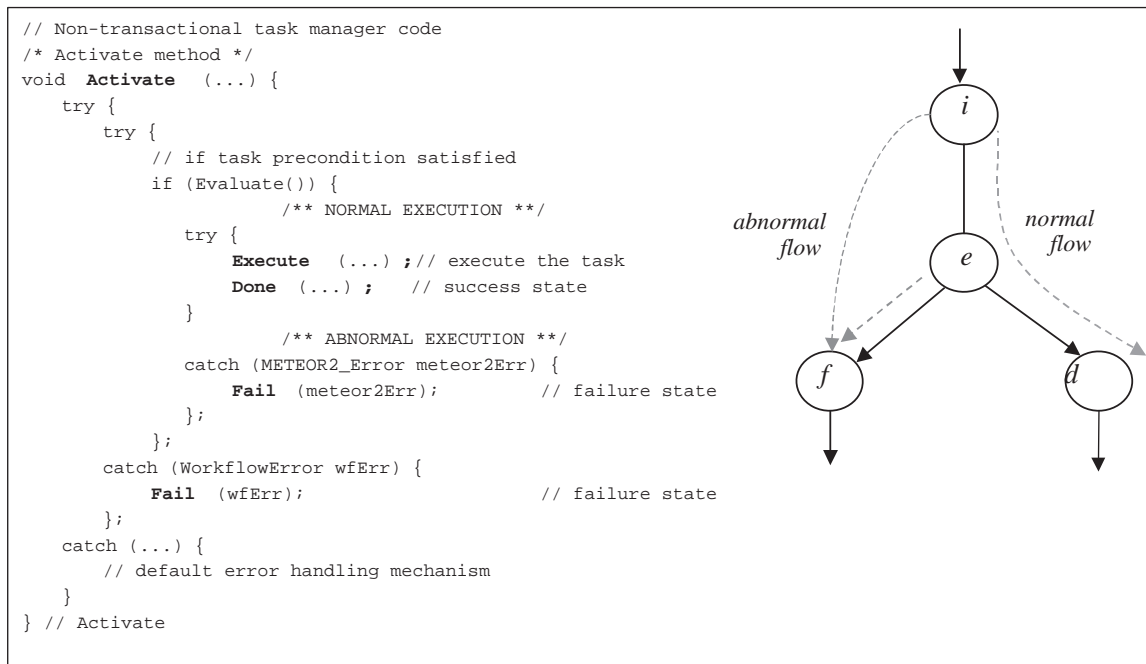 // Non-transactional task manager code
/* Activate method */
void Activate (...) {
try {
try {
// if task precondition satisfied
if (Evaluate()) {
/** NORMAL EXECUTION **/
try {
Execute (...) ;// execute the task
Done (...) ; // success state
}
/** ABNORMAL EXECUTION **/
catch (METEOR2_Error meteor2Err) {
Fail (meteor2Err); // failure state
};
};
catch (WorkflowError wfErr) {
Fail (wfErr); // failure state
};
catch (...) {
// default error handling mechanism
}
} // Activate
i
abnormal
flow
normal
flow
e
f
d